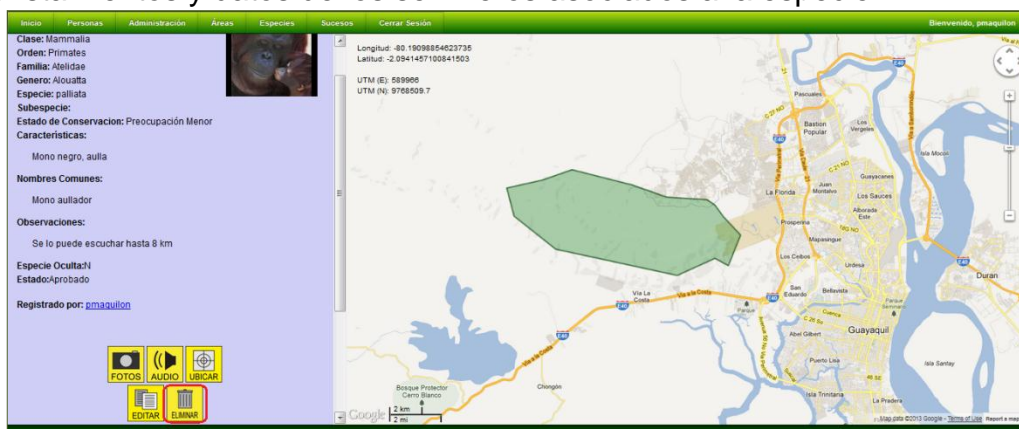 Inicio Personas Administración Áreas Especies Sucesos Cerrar Sesión Bienvenido, pmaquilon
Clase: Mammalia
Orden: Primates
Familia: Atelidae
Genero: Alouatta
Especie: palliata
Subespecie:
Estado de Conservacion: Preocupación Menor
Caracteristicas:
Mono negro, aulla
Nombres Comunes:
Mono aullador
Observaciones:
Se lo puede escuchar hasta 8 km
Especie Oculta:N
Estado:Aprobado
Registrado por: pmaquilon
FOTOS AUDIO UBICAR
EDITAR ELIMINAR
Longitud: -80.19098854623735
Latitud: -2.0941457100841503
UTM (E): 589966
UTM (N): 9768509.7
Pascuales
Bastion
Popular
Los
Vergeles
Isla Mocoli
Guayacanes
La Florida
Juan
Montalvo
Los Sauces
Alborada
Este
Prosperina
Mapasingue
Los Ceibos
Urdesa
Duran
San
Eduardo
Bellavista
Via La
Costa
Via a la Costa
Parque
Parque
Seminario
Abel Gilbert
Guayaquil
Puerto Lisa
Isla Santay
Chongón
Bosque Protector
Cerro Blanco
Isla Trinitaria
La Pradera
Google
2 km
2 mi
Map data ©2013 Google - Terms of Use Report a map